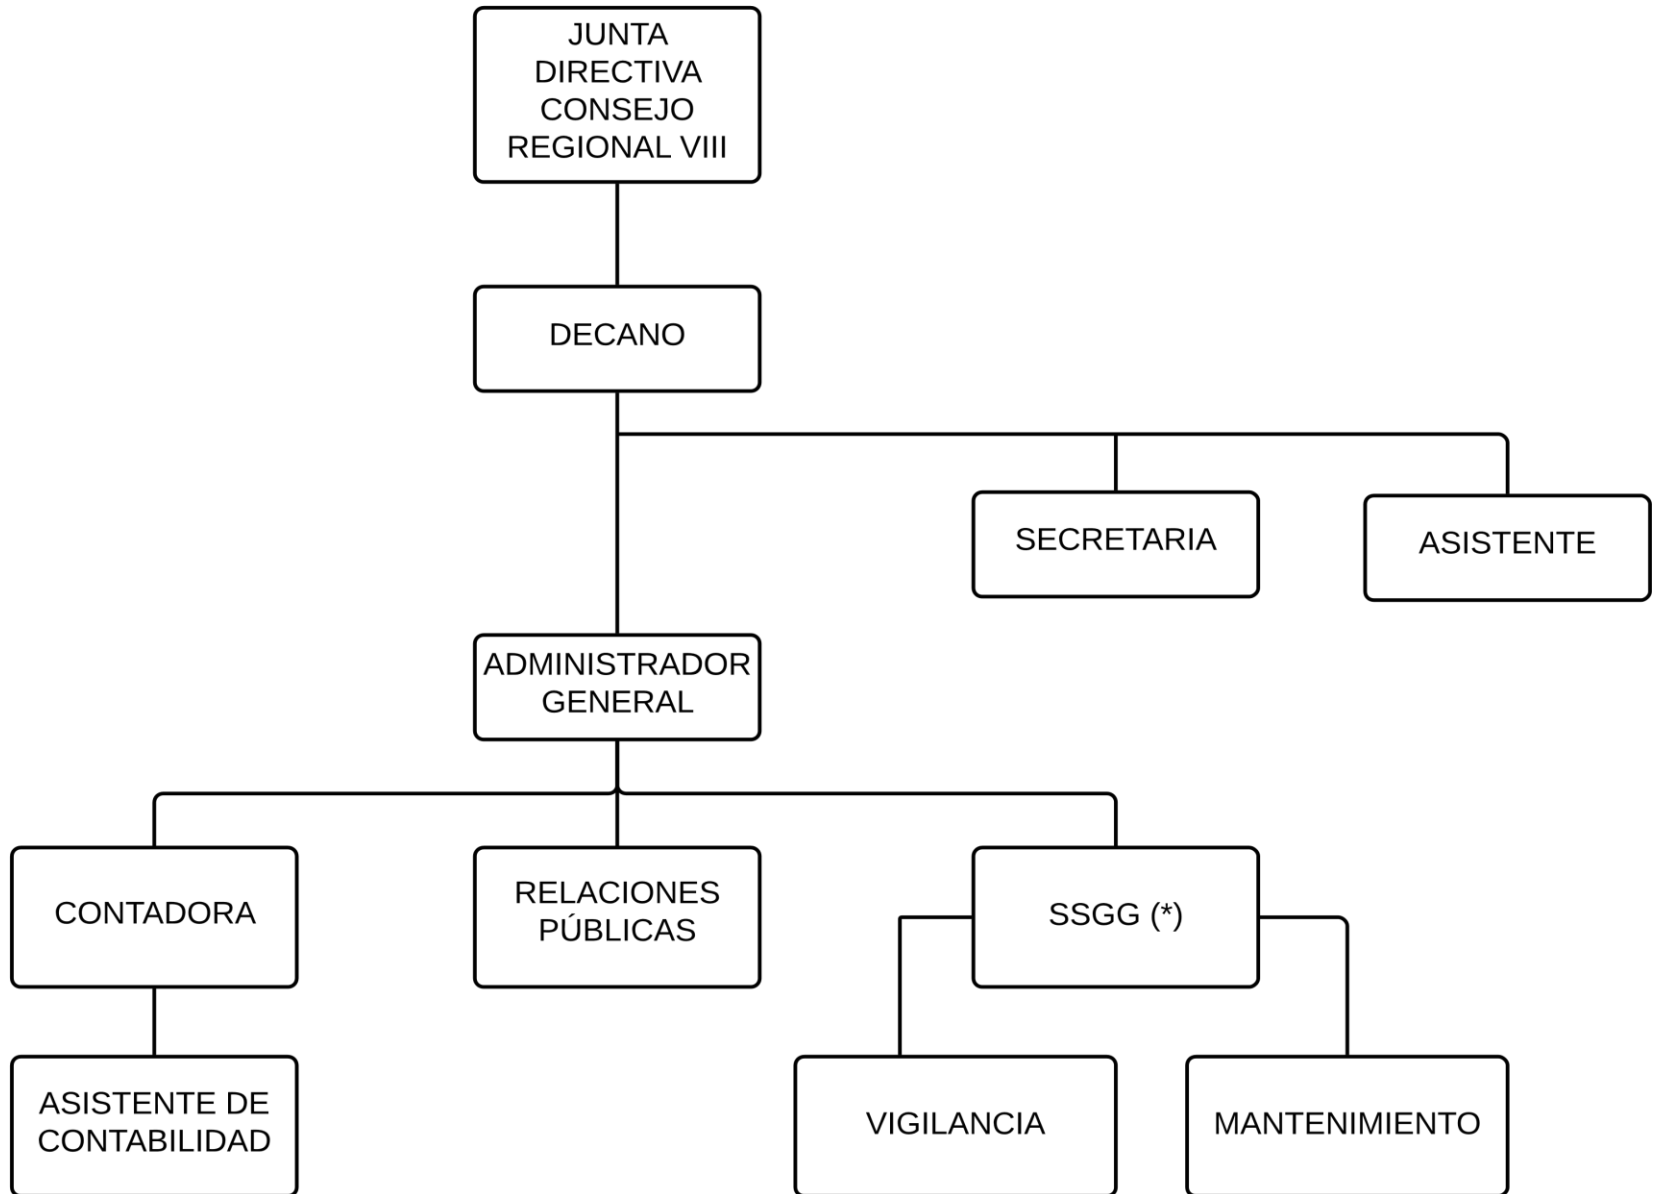 JUNTA
DIRECTIVA
CONSEJO
REGIONAL VIII
DECANO
SECRETARIA
ASISTENTE
ADMINISTRADOR
GENERAL
CONTADORA
RELACIONES
PÚBLICAS
SSGG (*)
ASISTENTE DE
CONTABILIDAD
VIGILANCIA
MANTENIMIENTO